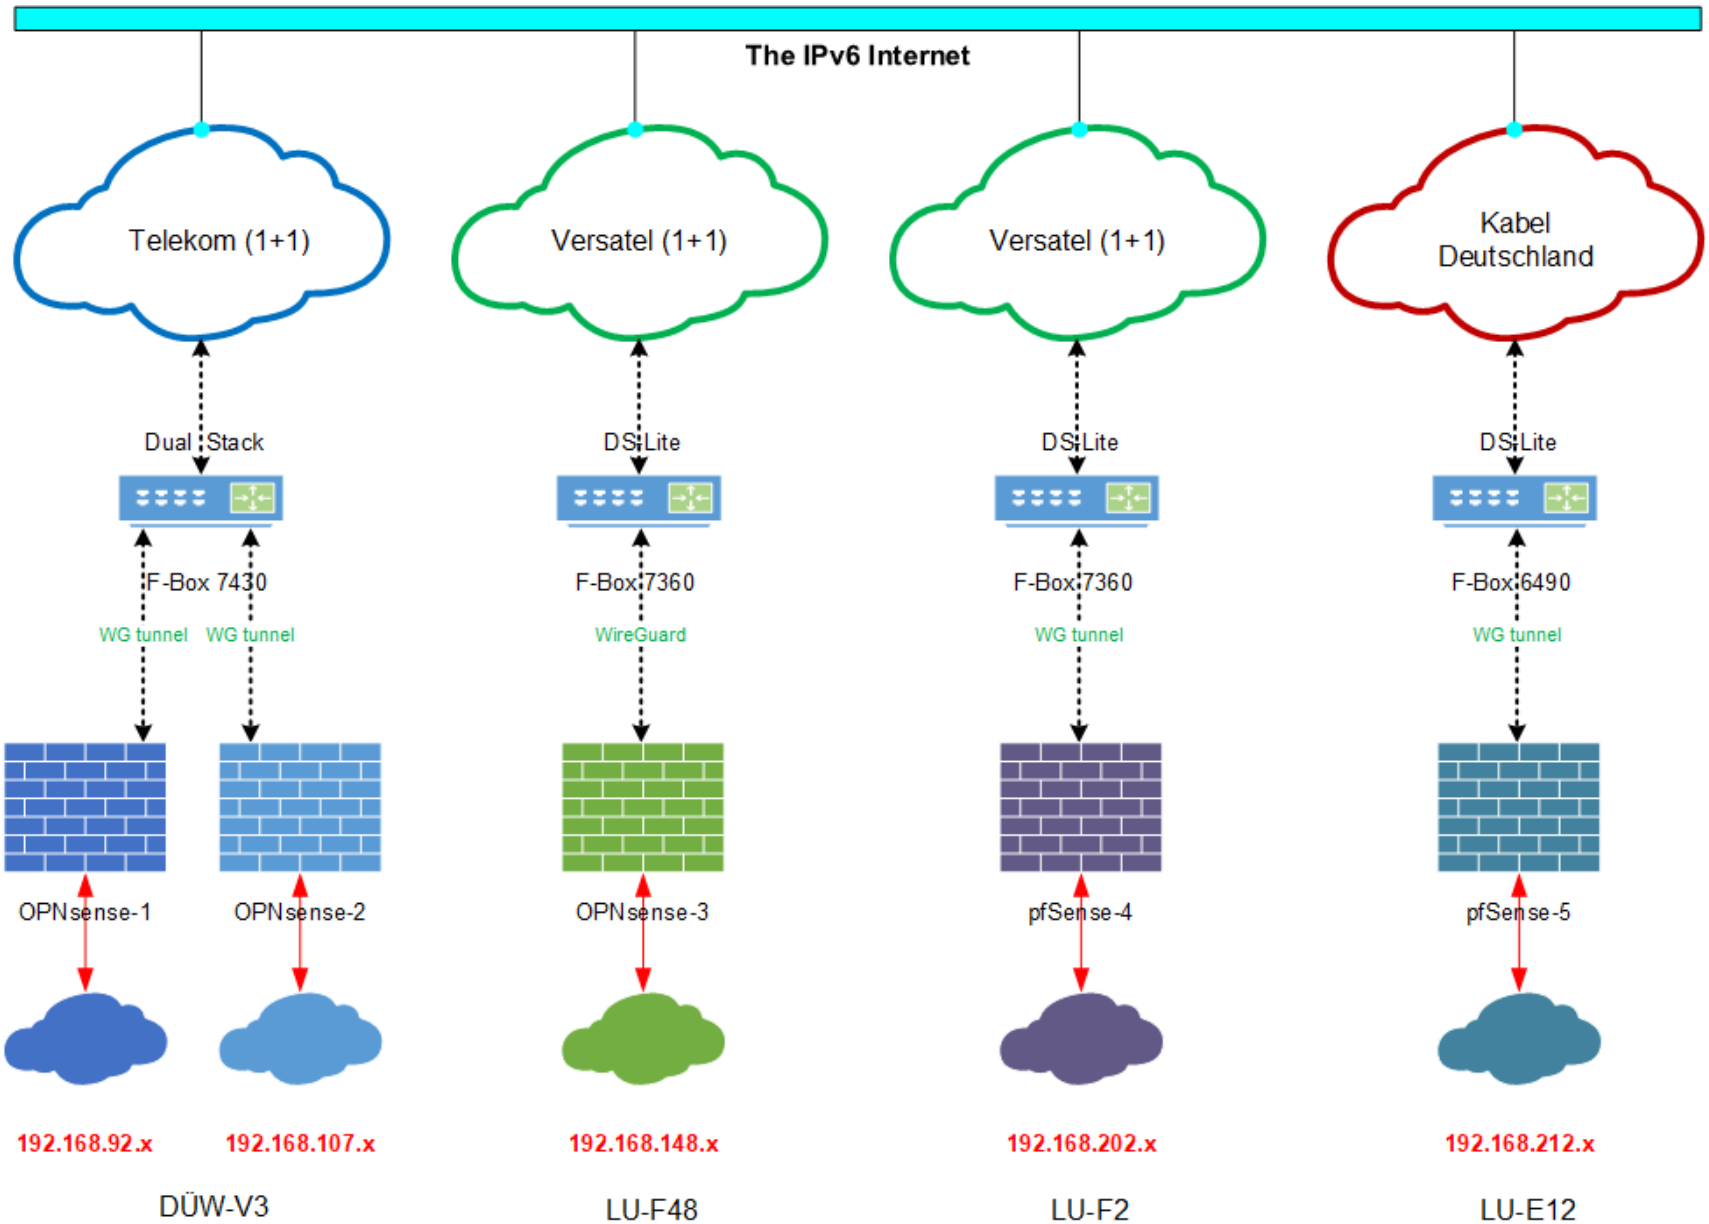 The IPv6 Internet
Telekom (1+1)
Versatel (1+1)
Versatel (1+1)
Kabel
Deutschland
Dual Stack
DS-Lite
DS-Lite
DS-Lite
F-Box 7430
F-Box 7360
F-Box 7360
F-Box 6490
WG tunnel
WG tunnel
WireGuard
WG tunnel
WG tunnel
OPNsense-1
OPNsense-2
OPNsense-3
pfSense-4
pfSense-5
192.168.92.x
192.168.107.x
192.168.148.x
192.168.202.x
192.168.212.x
DÜW-V3
LU-F48
LU-F2
LU-E12